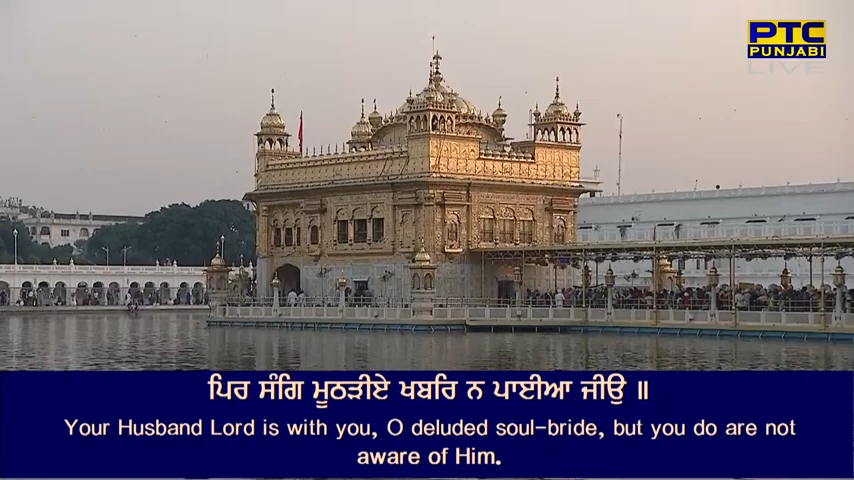 PTC
PUNJABI
LIVE
ਪਿਰ ਸੰਗਿ ਮੂਠੜੀਏ ਖਬਰਿ ਨ ਪਾਈਆ ਜੀਉ ॥
Your Husband Lord is with you, O deluded soul-bride, but you do are not
aware of Him.